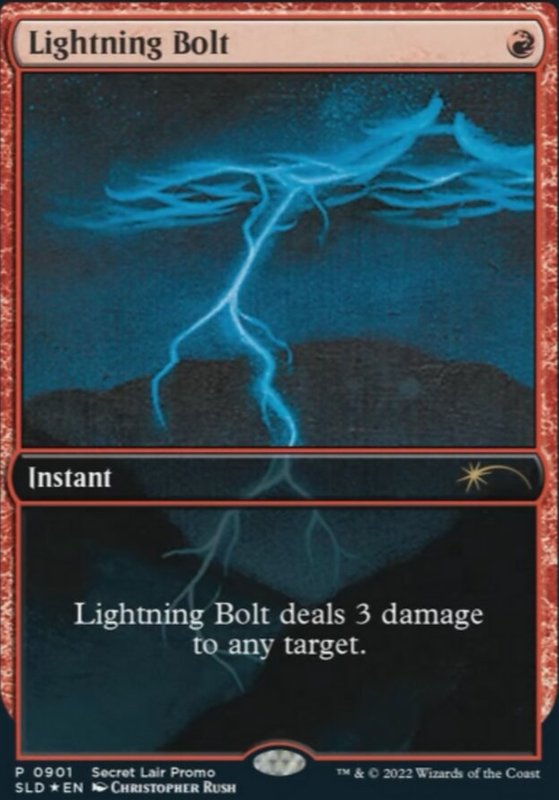 Lightning Bolt
Instant
Lightning Bolt deals 3 damage
to any target.
P 0901 Secret Lair Promo
SLD ★ EN Christopher Rush
™ & © 2022 Wizards of the Coast